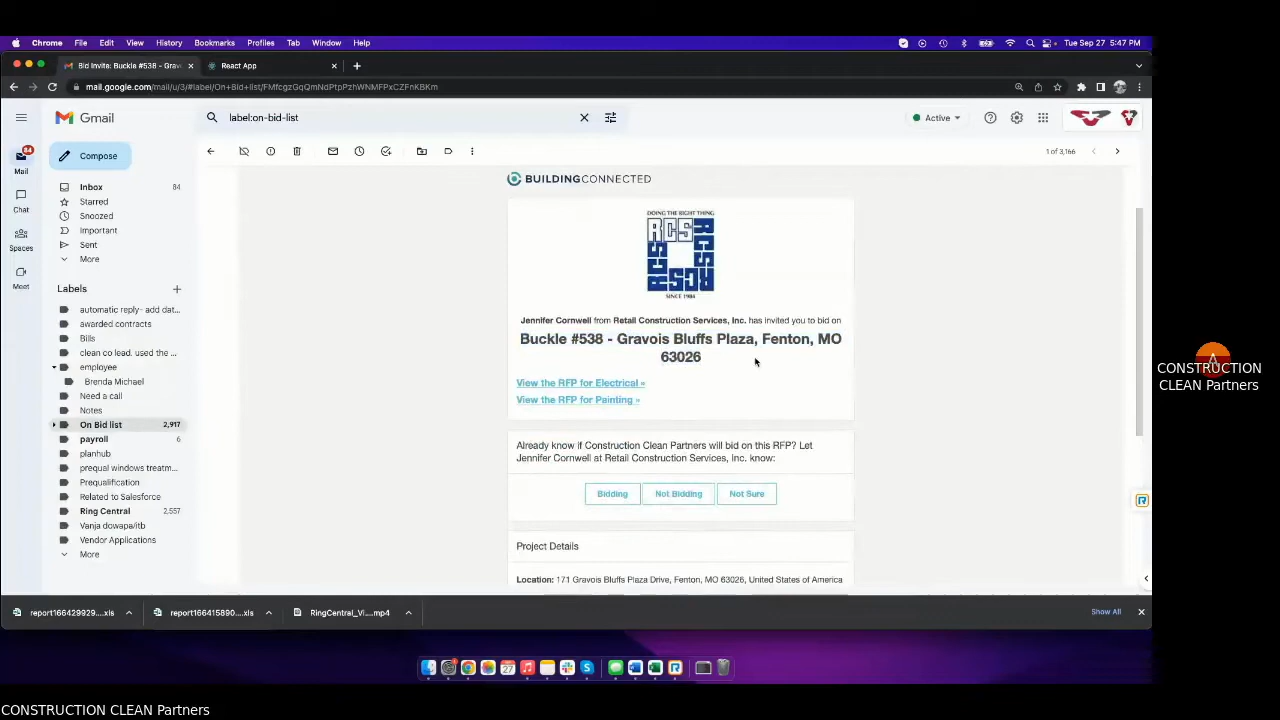 Chrome File Edit View History Bookmarks Profiles Tab Window Help
Tue Sep 27 5:47 PM
Bid Invite: Buckle #538 - Grav
React App
mail.google.com/mail/u/3/#label/On+Bid+list/FMfcgzGqQmNdPtpPzhWNMFPxCZFnKBKm
Gmail
label:on-bid-list
Active
84
Mail
Chat
Spaces
Meet
Compose
Inbox 84
Starred
Snoozed
Important
Sent
More
Labels
automatic reply- add dat...
awarded contracts
Bills
clean co lead. used the ...
employee
Brenda Michael
Need a call
Notes
On Bid list 2,917
payroll 6
planhub
prequal windows treatm...
Prequalification
Related to Salesforce
Ring Central 2,557
Vanja dowapa/itb
Vendor Applications
More
1 of 3,166
BUILDINGCONNECTED
DOING THE RIGHT THING
RCS
RCS
RCS
RCS
SINCE 1984
Jennifer Cornwell from Retail Construction Services, Inc. has invited you to bid on
Buckle #538 - Gravois Bluffs Plaza, Fenton, MO
63026
View the RFP for Electrical »
View the RFP for Painting »
Already know if Construction Clean Partners will bid on this RFP? Let
Jennifer Cornwell at Retail Construction Services, Inc. know:
Bidding
Not Bidding
Not Sure
Project Details
Location: 171 Gravois Bluffs Plaza Drive, Fenton, MO 63026, United States of America
report166429929....xls
report166415890....xls
RingCentral_Vi....mp4
Show All
27
CONSTRUCTION
CLEAN Partners
CONSTRUCTION CLEAN Partners